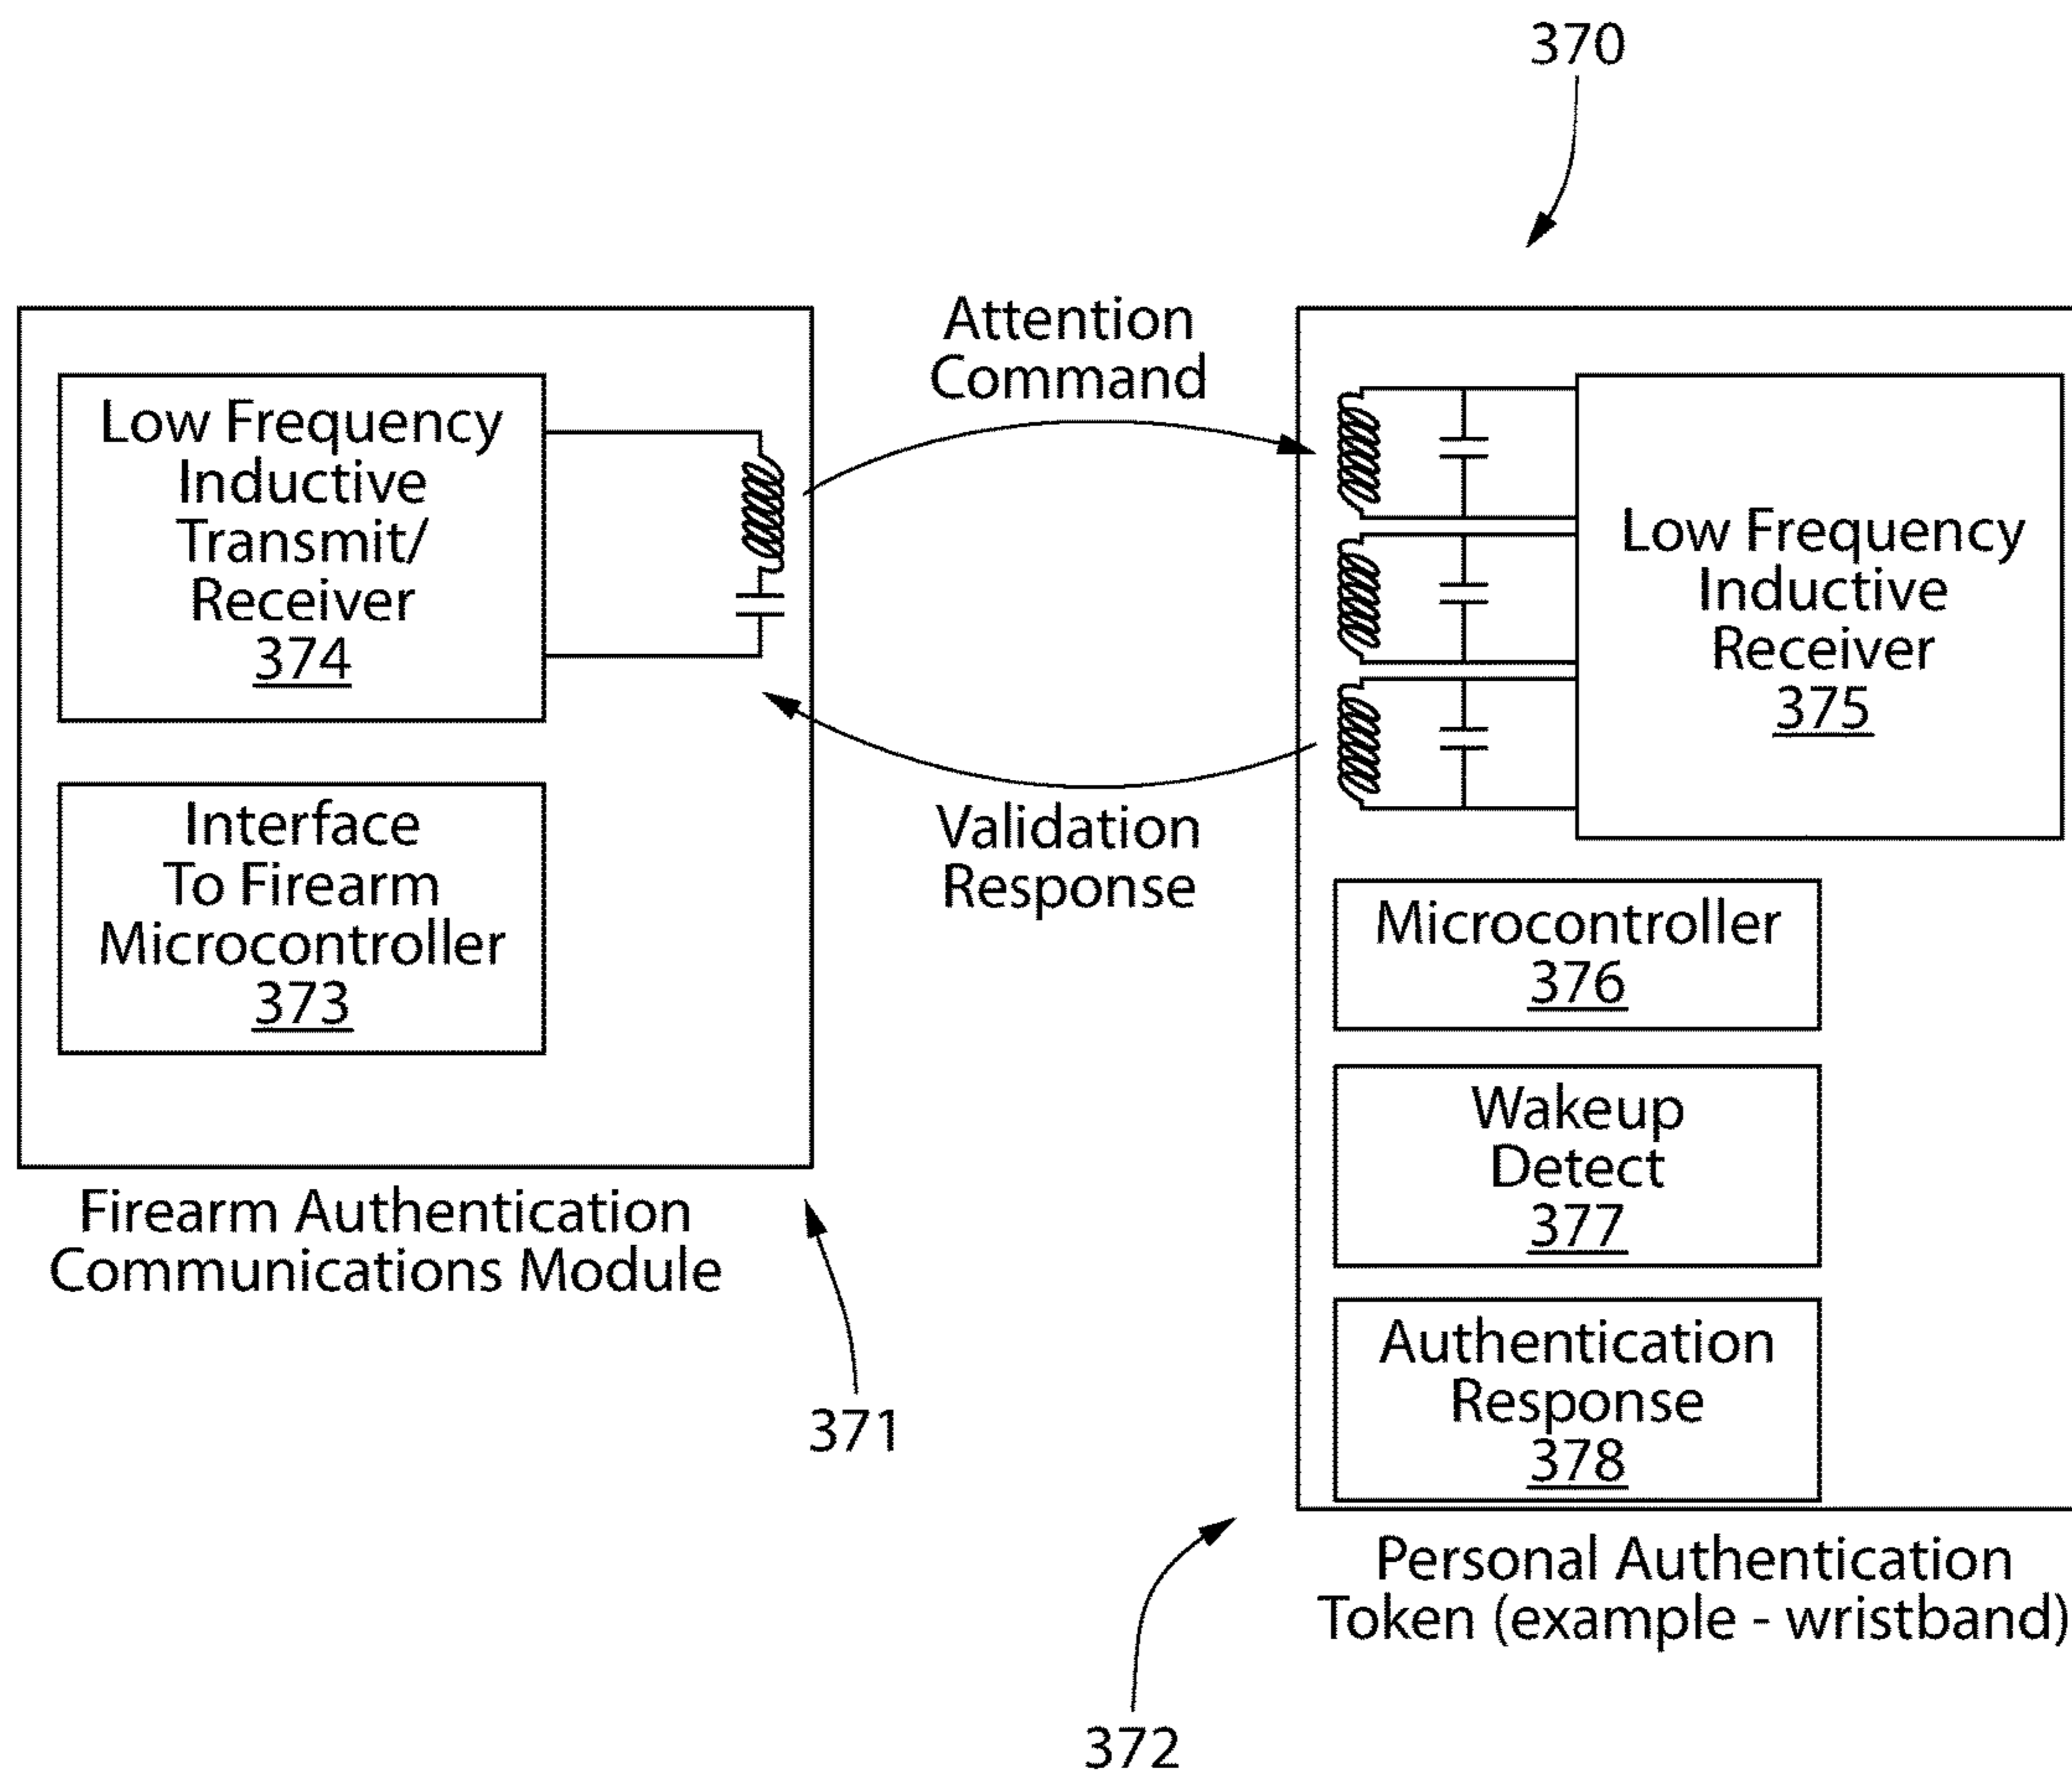 370
Attention
Command
Low Frequency
Inductive
Transmit/
Receiver
374
Low Frequency
Inductive
Receiver
375
Interface
To Firearm
Microcontroller
373
Validation
Response
Microcontroller
376
Wakeup
Detect
377
Authentication
Response
378
Firearm Authentication
Communications Module
371
Personal Authentication
Token (example - wristband)
372